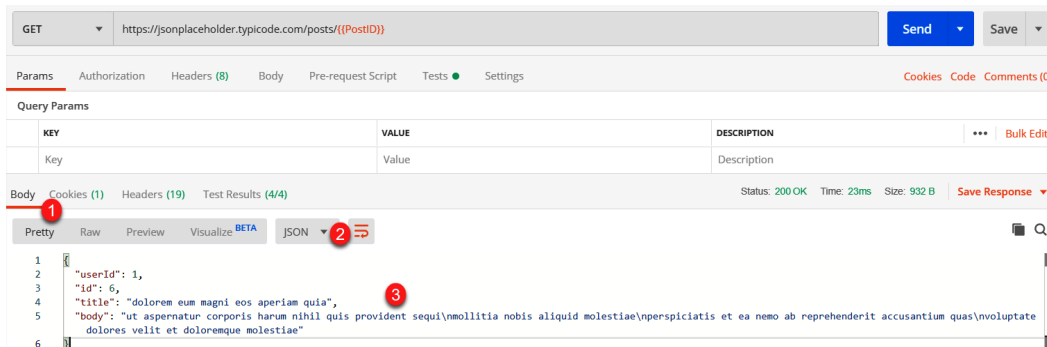 GET https://jsonplaceholder.typicode.com/posts/{{PostID}} Send Save
Params Authorization Headers (8) Body Pre-request Script Tests Settings Cookies Code Comments (0
Query Params
KEY VALUE DESCRIPTION ••• Bulk Edit
Key Value Description
Body Cookies (1) Headers (19) Test Results (4/4) Status: 200 OK Time: 23ms Size: 932 B Save Response
1
Pretty Raw Preview Visualize BETA JSON 2
1 {
2 "userId": 1,
3 "id": 6,
4 "title": "dolorem eum magni eos aperiam quia",
3
5 "body": "ut aspernatur corporis harum nihil quis provident sequi\nmollitia nobis aliquid molestiae\nperspiciatis et ea nemo ab reprehenderit accusantium quas\nvoluptate
dolores velit et doloremque molestiae"
6 }